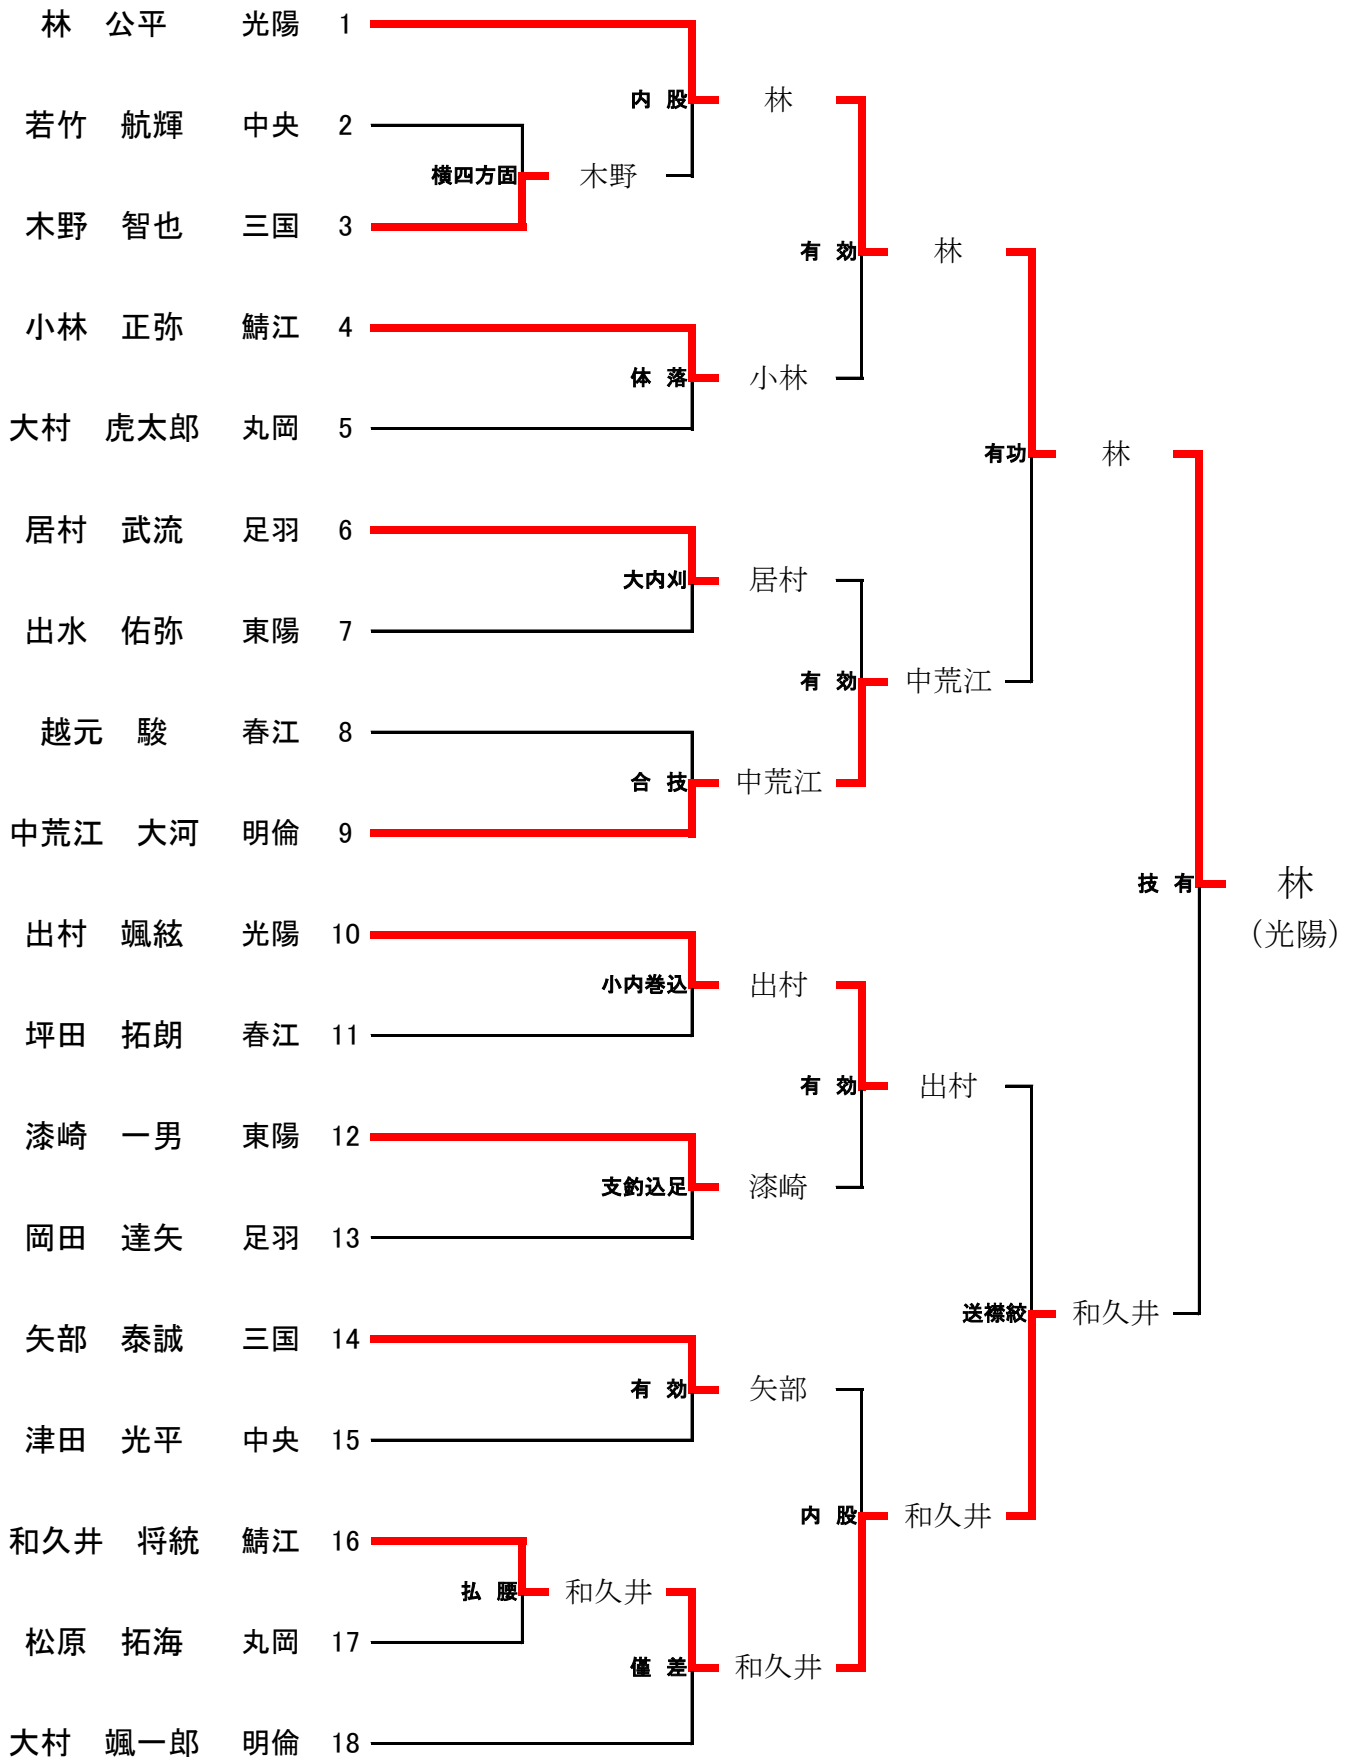 林　公平　光陽　1
内股　林
若竹　航輝　中央　2
横四方固　木野
木野　智也　三国　3
有効　林
小林　正弥　鯖江　4
体落　小林
大村　虎太郎　丸岡　5
有功　林
居村　武流　足羽　6
大内刈　居村
出水　佑弥　東陽　7
有効　中荒江
越元　駿　春江　8
合技　中荒江
中荒江　大河　明倫　9
技有　林
(光陽)
出村　颯絃　光陽　10
小内巻込　出村
坪田　拓朗　春江　11
有効　出村
漆崎　一男　東陽　12
支釣込足　漆崎
岡田　達矢　足羽　13
送襟絞　和久井
矢部　泰誠　三国　14
有効　矢部
津田　光平　中央　15
内股　和久井
和久井　将統　鯖江　16
払腰　和久井
松原　拓海　丸岡　17
僅差　和久井
大村　颯一郎　明倫　18